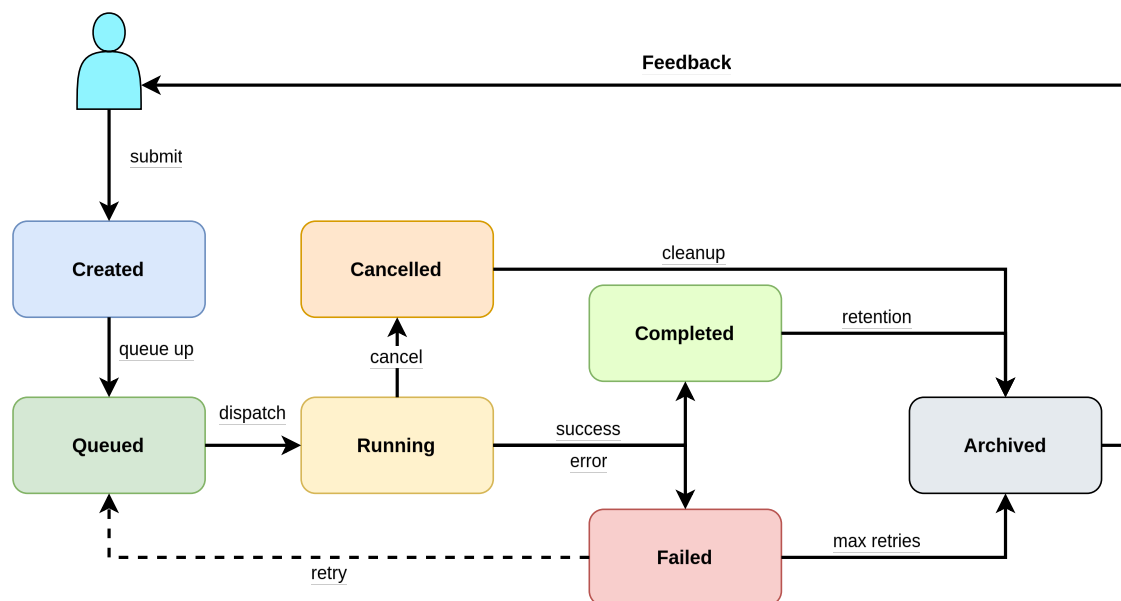 Feedback
submit
Created
Cancelled
cleanup
Completed
retention
queue up
cancel
Queued
dispatch
Running
success
error
Archived
Failed
max retries
retry